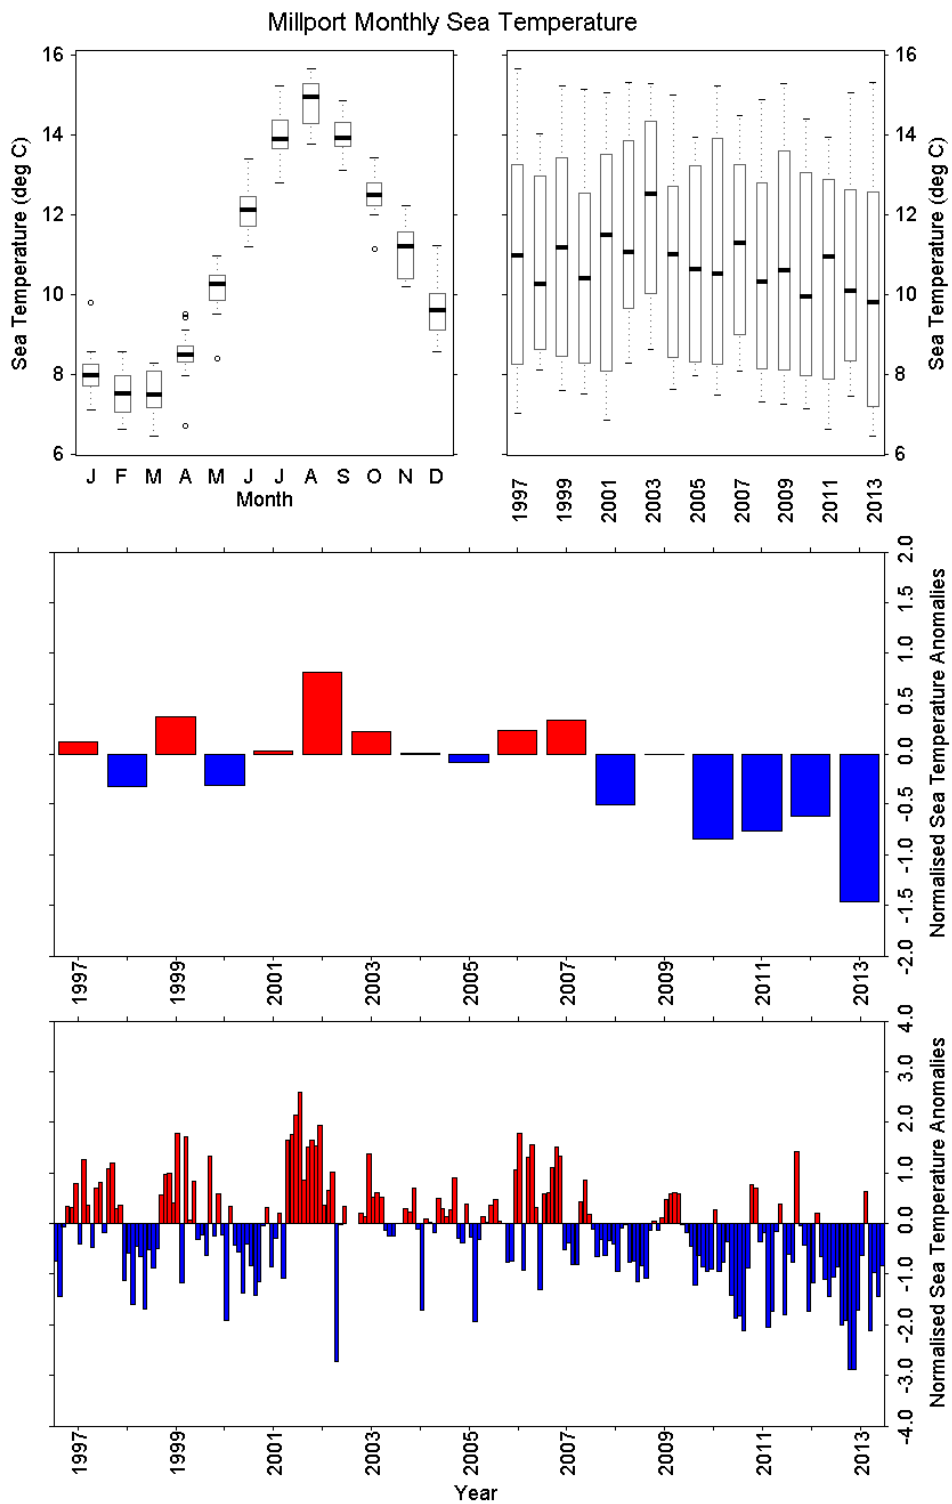 Millport Monthly Sea Temperature
Sea Temperature (deg C)
16
14
12
10
8
6
J F M A M J J A S O N D
Month
16
14
12
10
8
6
Sea Temperature (deg C)
1997 1999 2001 2003 2005 2007 2009 2011 2013
2.0
1.5
1.0
0.5
0.0
-0.5
-1.0
-1.5
-2.0
Normalised Sea Temperature Anomalies
1997 1999 2001 2003 2005 2007 2009 2011 2013
4.0
3.0
2.0
1.0
0.0
-1.0
-2.0
-3.0
-4.0
Normalised Sea Temperature Anomalies
1997 1999 2001 2003 2005 2007 2009 2011 2013
Year